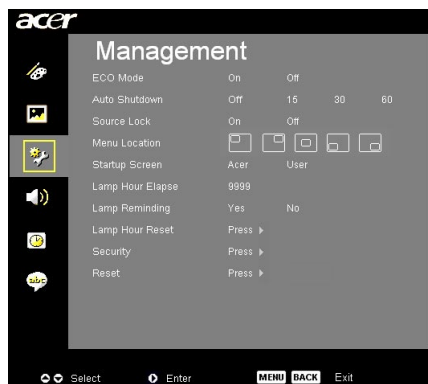 acer
Management
ECO Mode On Off
Auto Shutdown Off 15 30 60
Source Lock On Off
Menu Location
Startup Screen Acer User
Lamp Hour Elapse 9999
Lamp Reminding Yes No
Lamp Hour Reset Press
Security Press
Reset Press
abc
Select Enter MENU BACK Exit